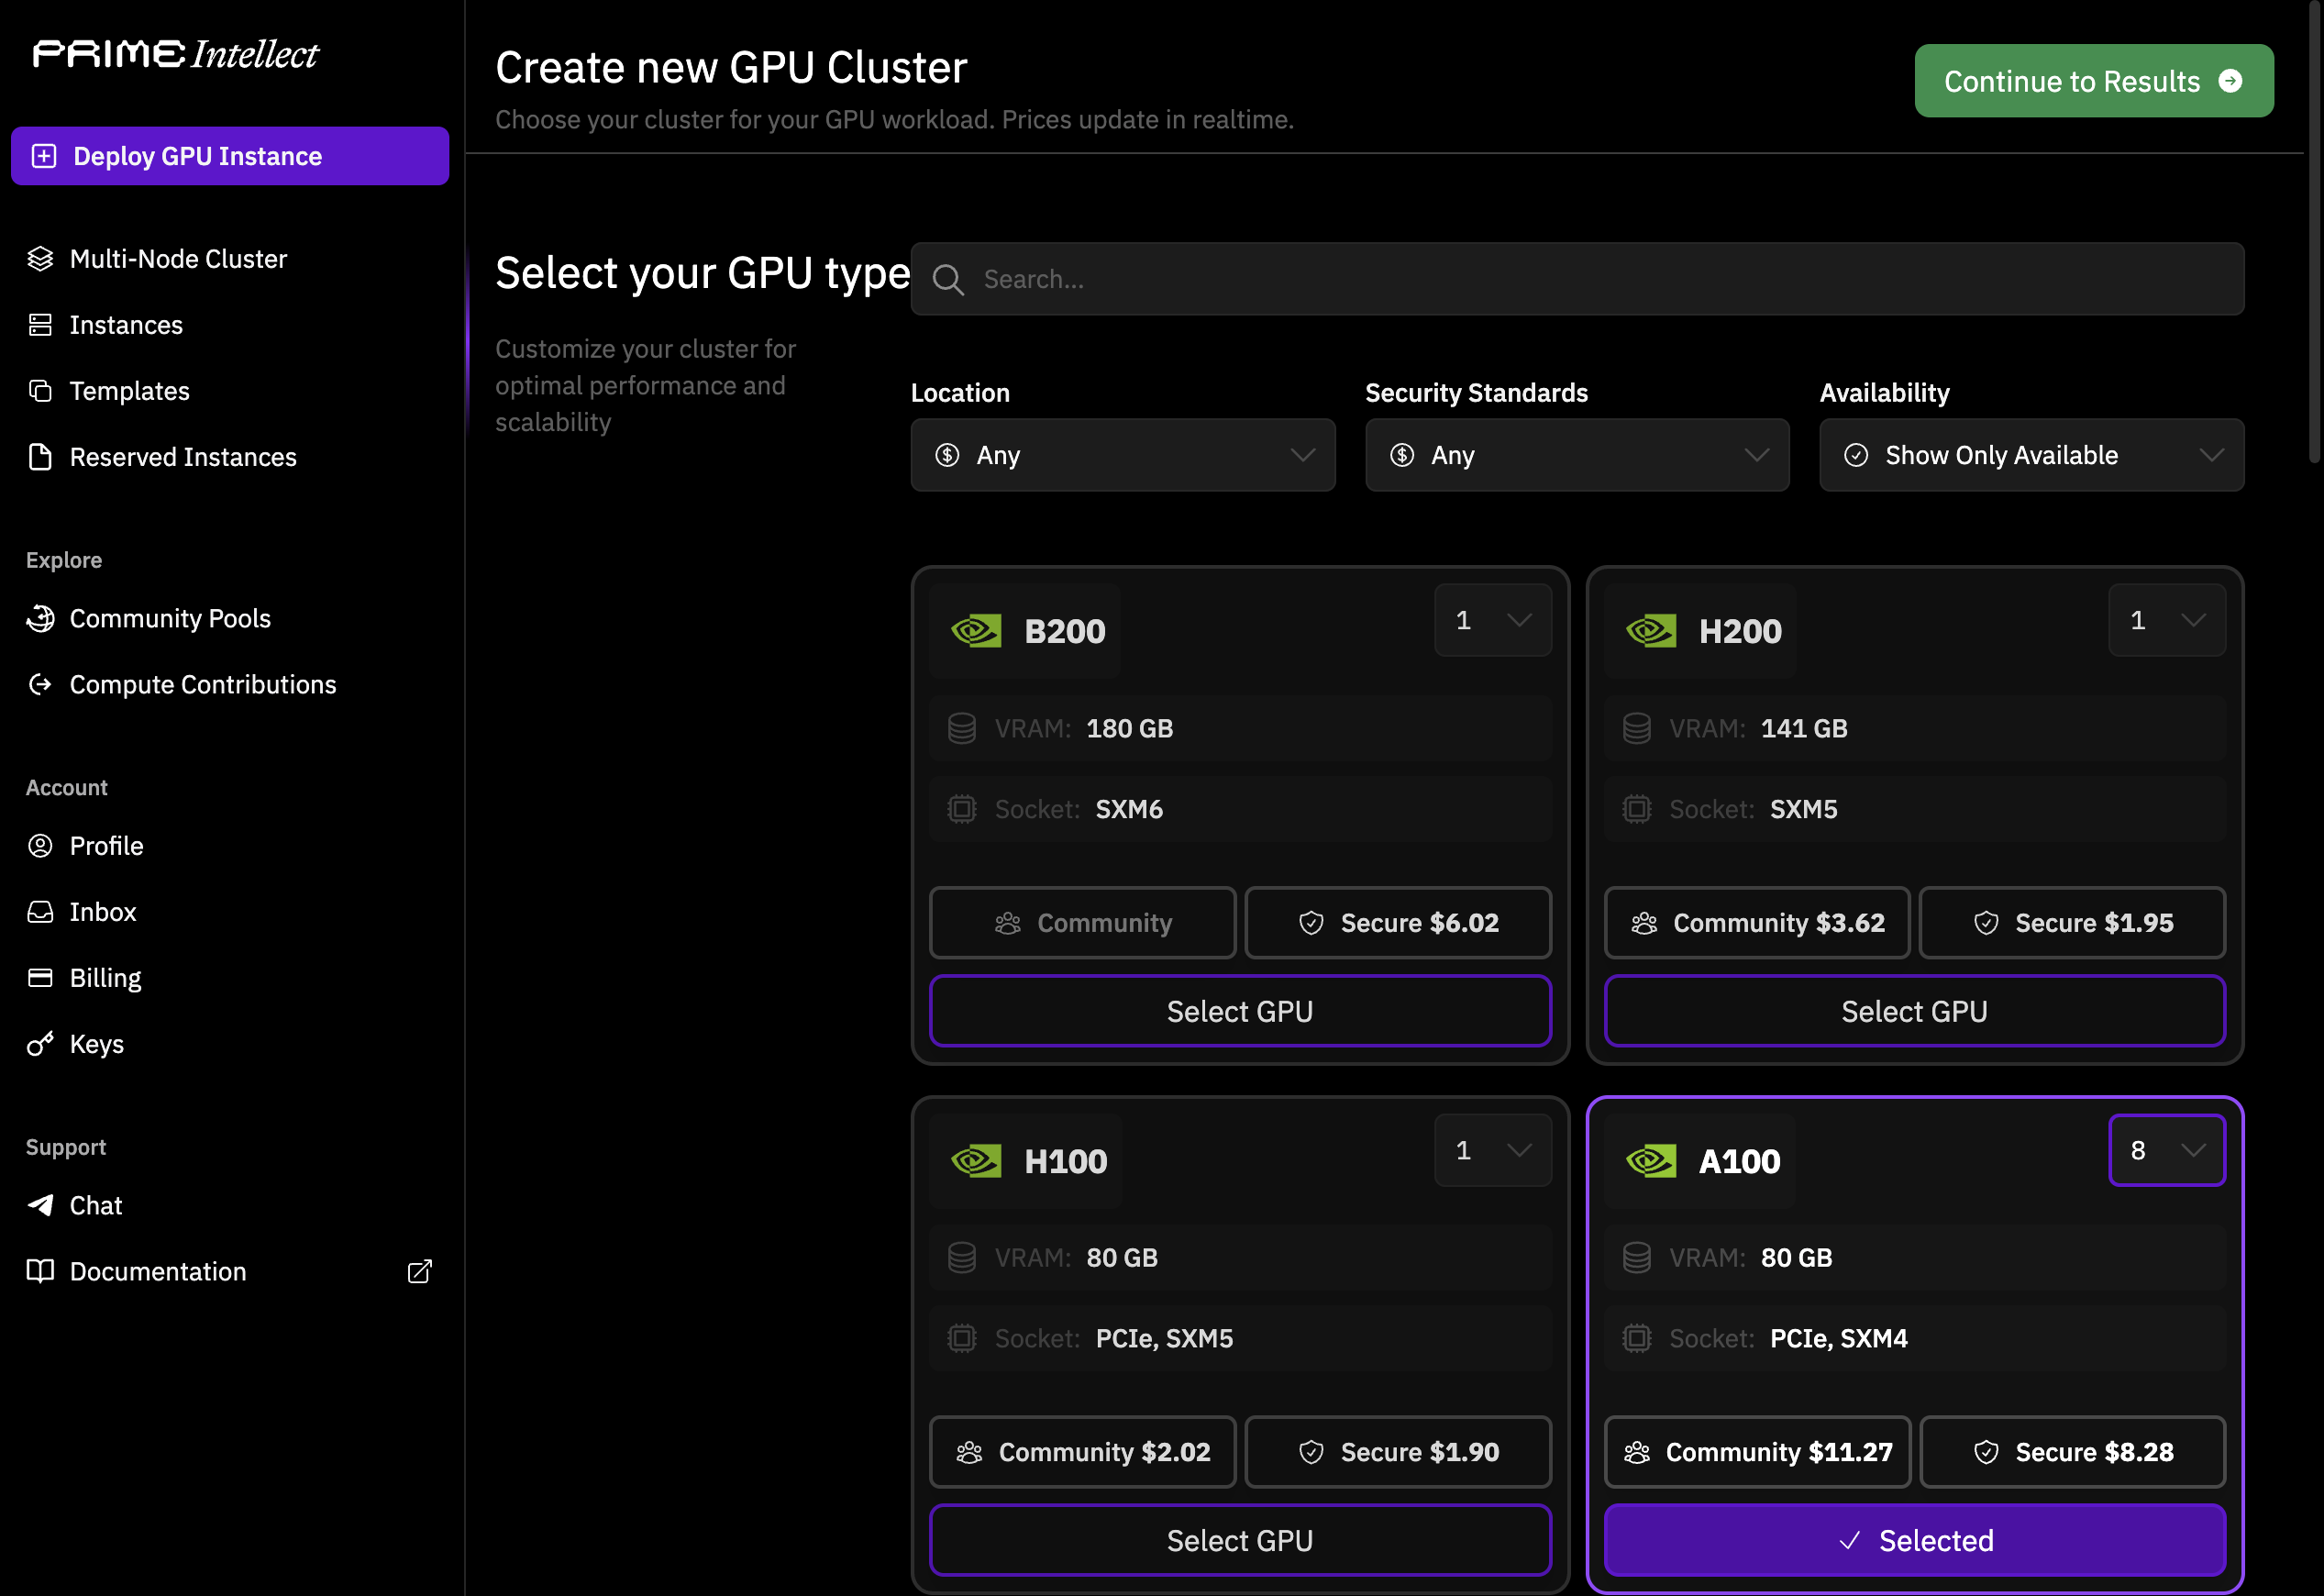 PRIME Intellect
Deploy GPU Instance
Multi-Node Cluster
Instances
Templates
Reserved Instances
Explore
Community Pools
Compute Contributions
Account
Profile
Inbox
Billing
Keys
Support
Chat
Documentation
Create new GPU Cluster
Choose your cluster for your GPU workload. Prices update in realtime.
Continue to Results
Select your GPU type
Customize your cluster for
optimal performance and
scalability
Search...
Location
Any
Security Standards
Any
Availability
Show Only Available
B200
1
VRAM: 180 GB
Socket: SXM6
Community
Secure $6.02
Select GPU
H200
1
VRAM: 141 GB
Socket: SXM5
Community $3.62
Secure $1.95
Select GPU
H100
1
VRAM: 80 GB
Socket: PCIe, SXM5
Community $2.02
Secure $1.90
Select GPU
A100
8
VRAM: 80 GB
Socket: PCIe, SXM4
Community $11.27
Secure $8.28
Selected